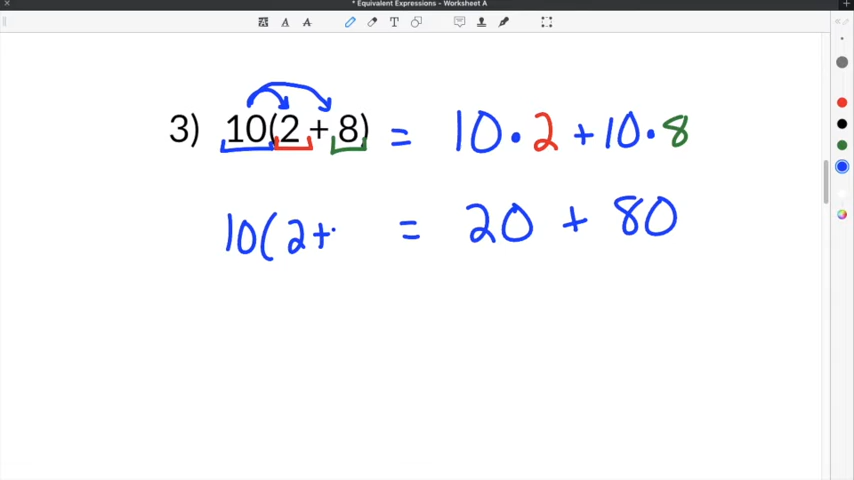 * Equivalent Expressions - Worksheet A
3) 10(2 + 8) = 10 • 2 + 10 • 8
10( 2 + = 20 + 80